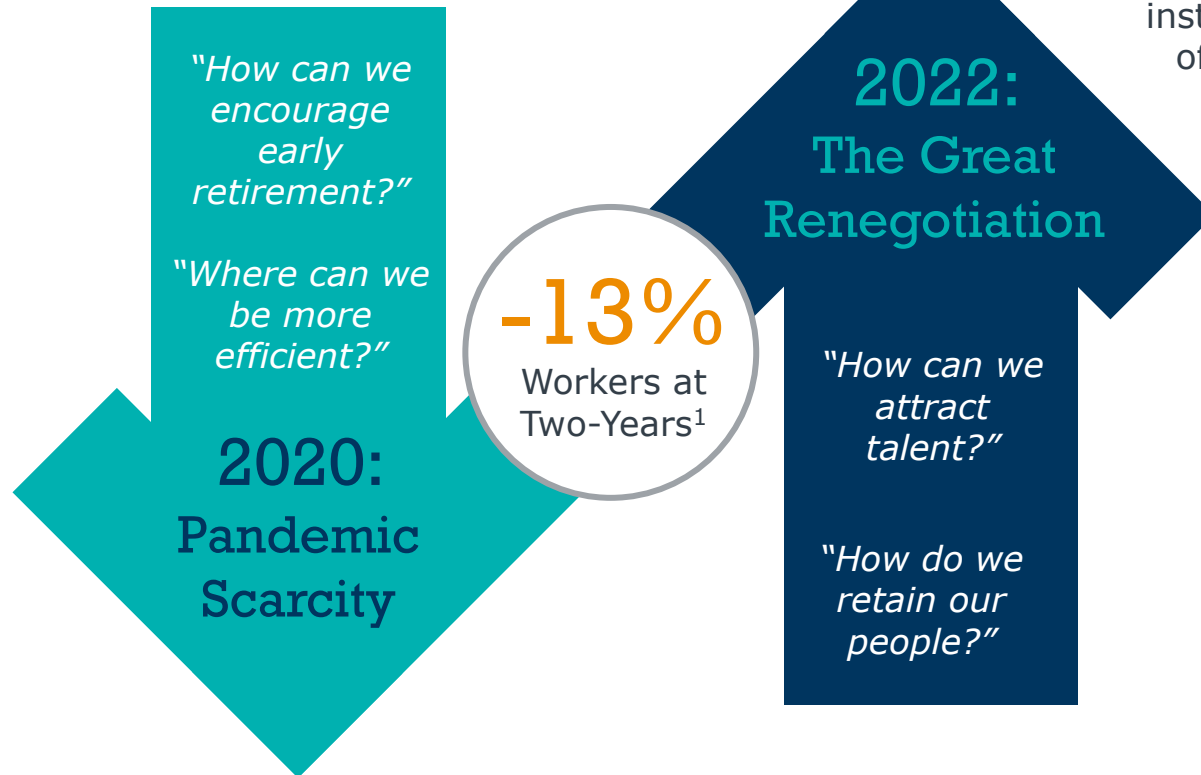 “How can we
encourage
early
retirement?”
“Where can we
be more
efficient?”
2020:
Pandemic
Scarcity
-13%
Workers at
Two-Years¹
2022:
The Great
Renegotiation
“How can we
attract
talent?”
“How do we
retain our
people?”